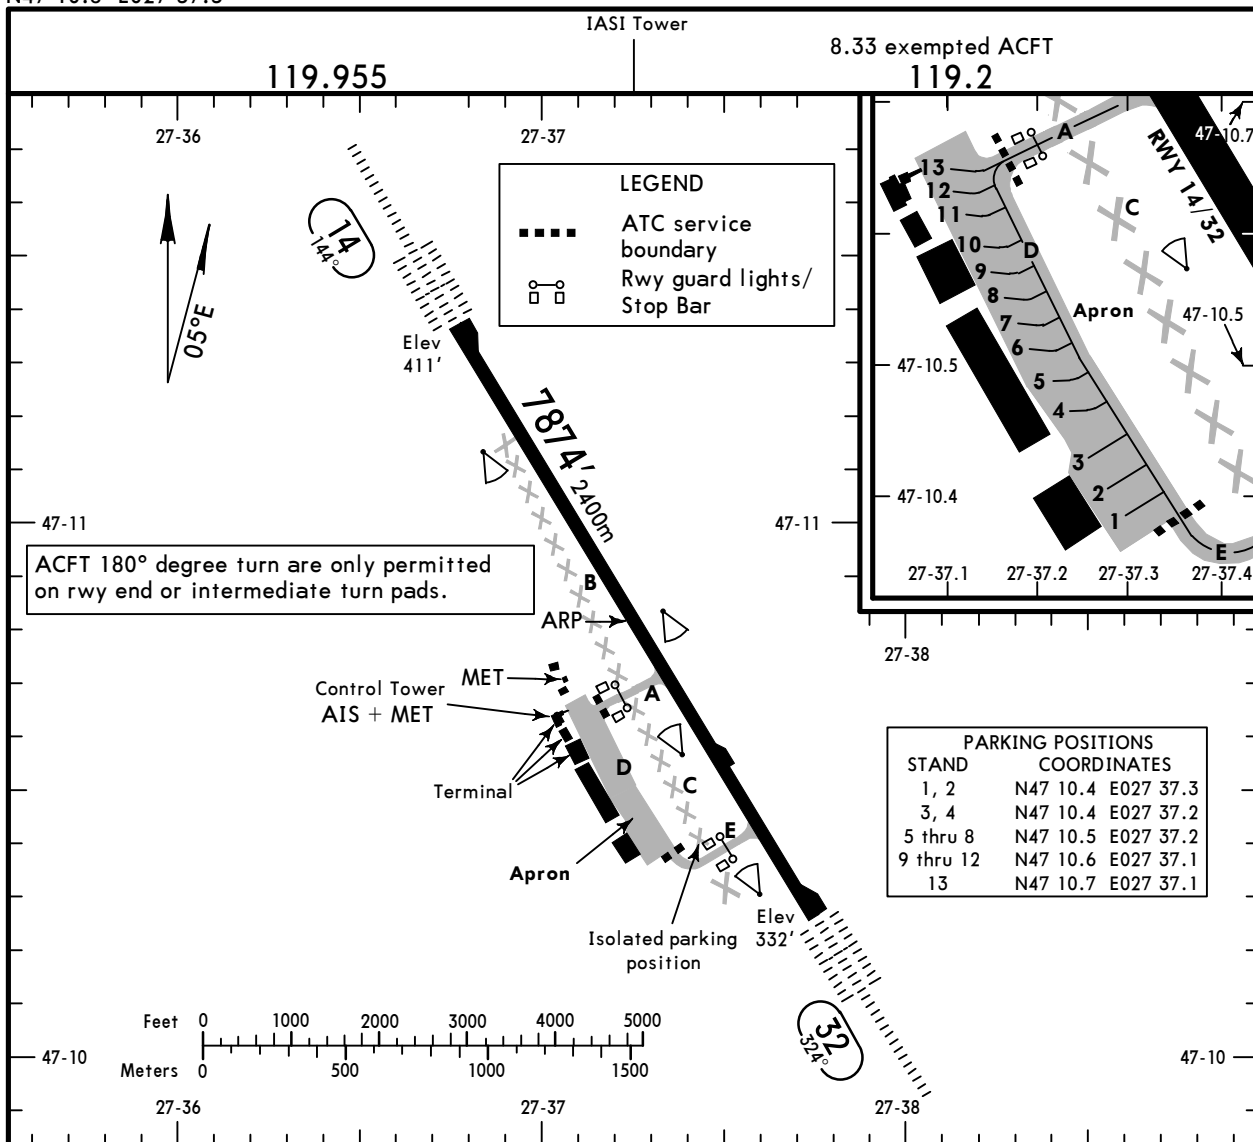 IASI Tower
8.33 exempted ACFT
119.955
119.2
27-36
27-37
LEGEND
ATC service
boundary
Rwy guard lights/
Stop Bar
14
144°
05°E
Elev
411'
7878'
2400m
47-11
47-11
ACFT 180° degree turn are only permitted
on rwy end or intermediate turn pads.
B
ARP
MET
Control Tower
AIS + MET
A
Terminal
D
C
E
Apron
Isolated parking
position
Elev
332'
32
324°
Feet 0 1000 2000 3000 4000 5000
Meters 0 500 1000 1500
47-10
47-10
27-36
27-37
27-38
27-38
47-10.7
A
RWY 14/32
C
13
12
11
10
D
9
8
7
6
5
4
3
2
1
Apron
47-10.5
47-10.5
47-10.4
E
27-37.1 27-37.2 27-37.3 27-37.4
PARKING POSITIONS
STAND COORDINATES
1, 2 N47 10.4 E027 37.3
3, 4 N47 10.4 E027 37.2
5 thru 8 N47 10.5 E027 37.2
9 thru 12 N47 10.6 E027 37.1
13 N47 10.7 E027 37.1